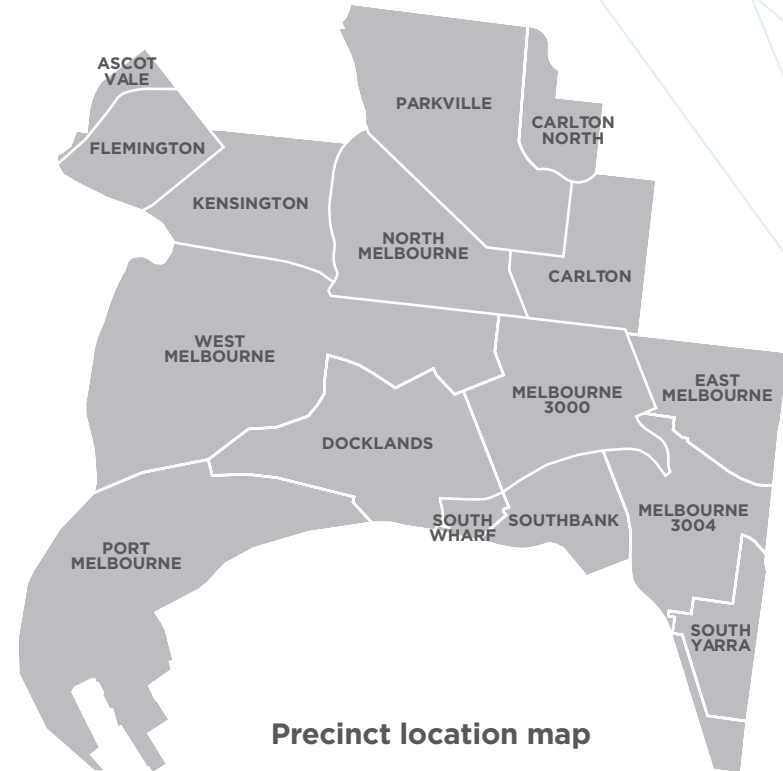 ASCOT
VALE
PARKVILLE
CARLTON
NORTH
FLEMINGTON
KENSINGTON
NORTH
MELBOURNE
CARLTON
WEST
MELBOURNE
EAST
MELBOURNE
MELBOURNE
3000
DOCKLANDS
SOUTH
WHARF
SOUTHBANK
MELBOURNE
3004
PORT
MELBOURNE
SOUTH
YARRA
Precinct location map